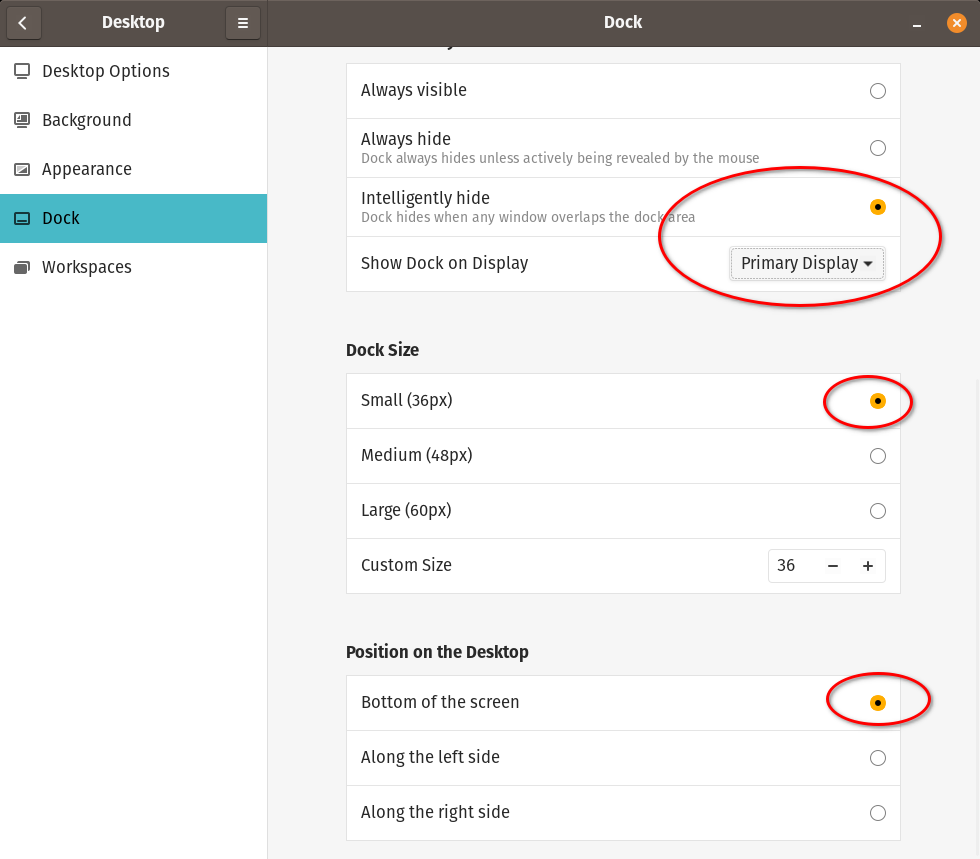 Desktop
Dock
Desktop Options
Background
Appearance
Dock
Workspaces
Always visible
Always hide
Dock always hides unless actively being revealed by the mouse
Intelligently hide
Dock hides when any window overlaps the dock area
Show Dock on Display
Primary Display
Dock Size
Small (36px)
Medium (48px)
Large (60px)
Custom Size
36
Position on the Desktop
Bottom of the screen
Along the left side
Along the right side